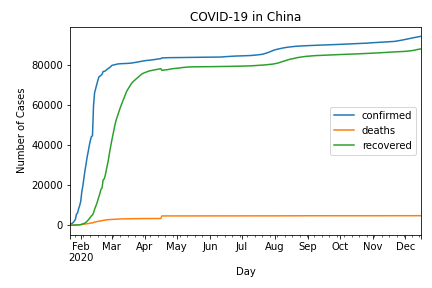 COVID-19 in China
Number of Cases
80000
60000
40000
20000
0
confirmed
deaths
recovered
Feb Mar Apr May Jun Jul Aug Sep Oct Nov Dec
2020
Day